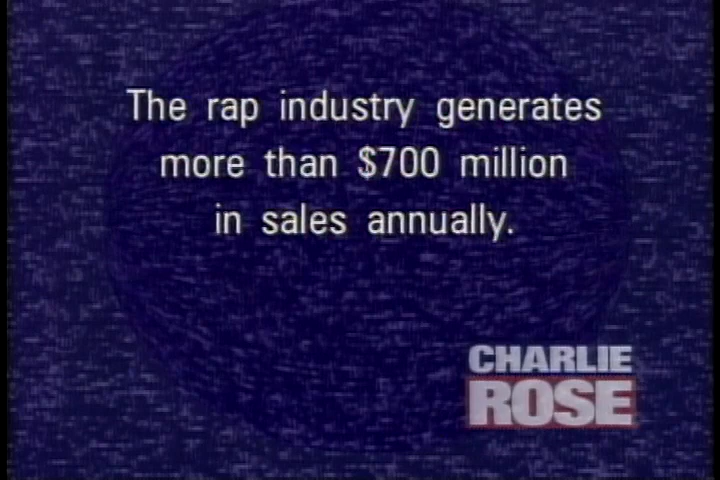 The rap industry generates
more than $700 million
in sales annually.
CHARLIE
ROSE